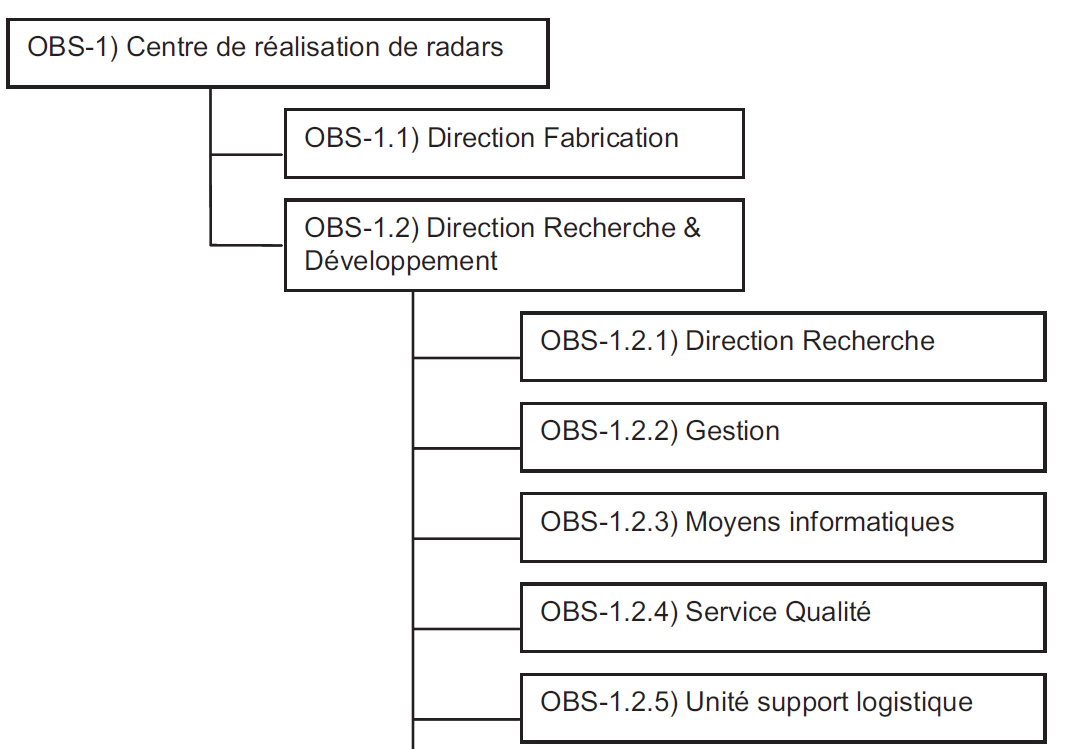 OBS-1) Centre de réalisation de radars
OBS-1.1) Direction Fabrication
OBS-1.2) Direction Recherche &
Développement
OBS-1.2.1) Direction Recherche
OBS-1.2.2) Gestion
OBS-1.2.3) Moyens informatiques
OBS-1.2.4) Service Qualité
OBS-1.2.5) Unité support logistique